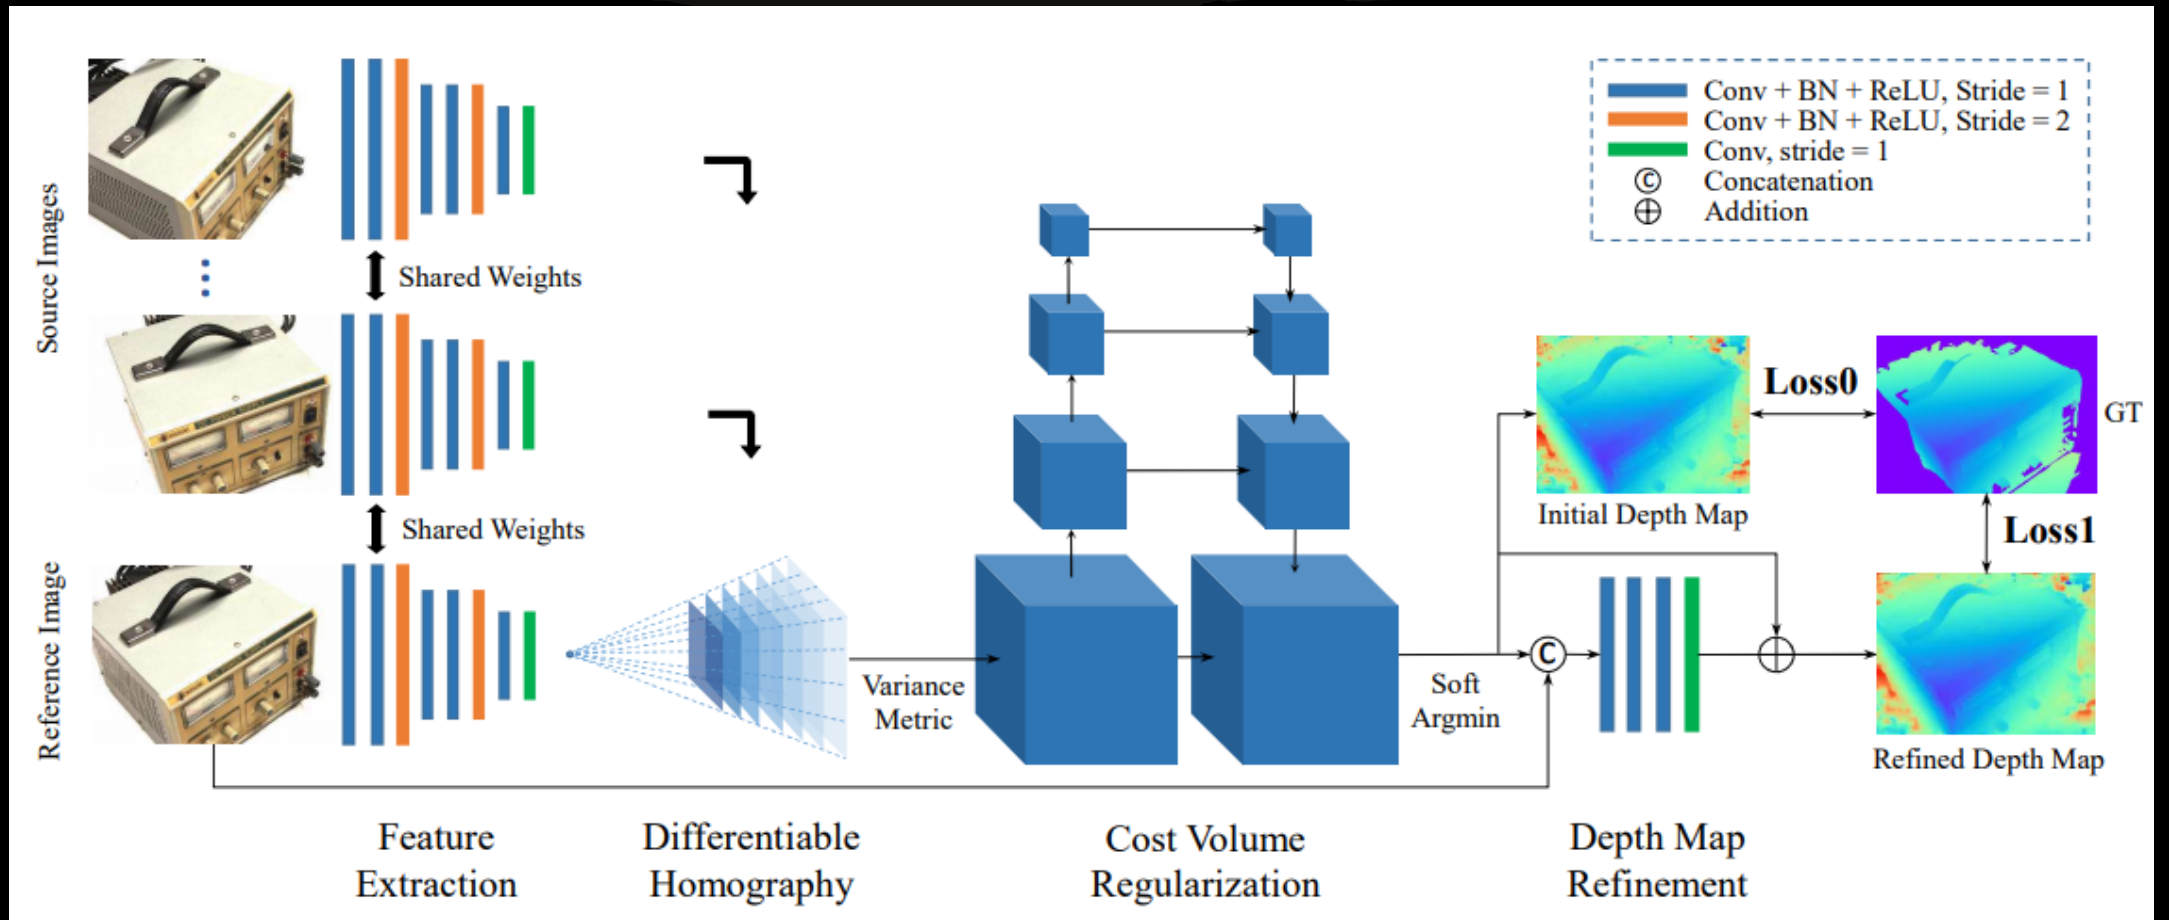 Source Images
Reference Image
Shared Weights
Shared Weights
Conv + BN + ReLU, Stride = 1
Conv + BN + ReLU, Stride = 2
Conv, stride = 1
C Concatenation
Addition
Variance
Metric
Soft
Argmin
C
Initial Depth Map
Loss0
GT
Loss1
Refined Depth Map
Feature
Extraction
Differentiable
Homography
Cost Volume
Regularization
Depth Map
Refinement